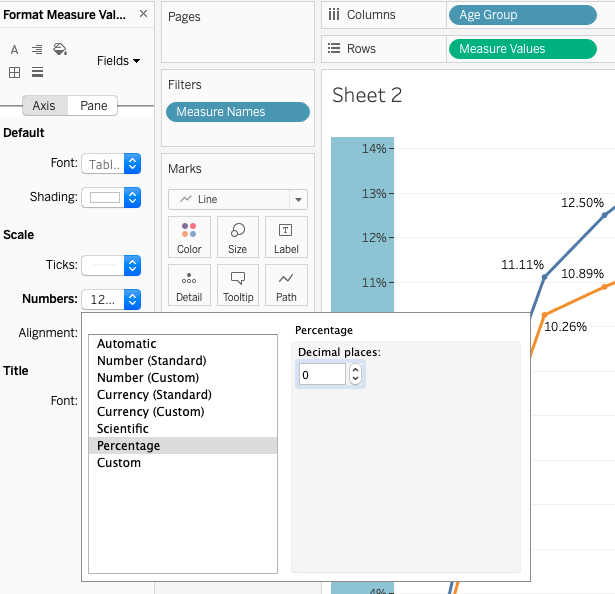 Format Measure Val... ×
A
Fields
Axis Pane
Default
Font: Tabl..
Shading:
Scale
Ticks:
Numbers: 12...
Alignment:
Title
Font:
Pages
Filters
Measure Names
Marks
Line
Color Size Label
T
Detail Tooltip Path
Columns Age Group
Rows Measure Values
Sheet 2
14%
13%
12%
11%
4%
12.50%
11.11%
10.89%
10.26%
Automatic
Number (Standard)
Number (Custom)
Currency (Standard)
Currency (Custom)
Scientific
Percentage
Custom
Percentage
Decimal places:
0